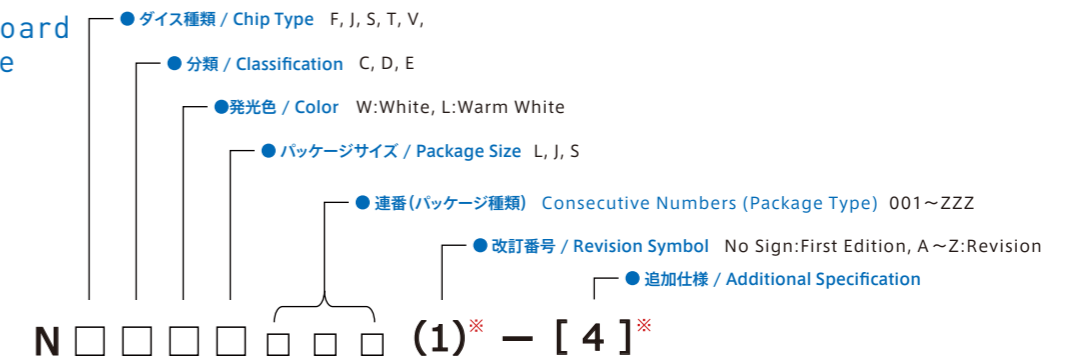 oard
e
● ダイス種類 / Chip Type F, J, S, T, V,
● 分類 / Classification C, D, E
●発光色 / Color W:White, L:Warm White
● パッケージサイズ / Package Size L, J, S
● 連番(パッケージ種類) Consecutive Numbers (Package Type) 001~ZZZ
● 改訂番号 / Revision Symbol No Sign:First Edition, A~Z:Revision
● 追加仕様 / Additional Specification
N □ □ □ □ □ □ □ (1)※ − [ 4 ]※